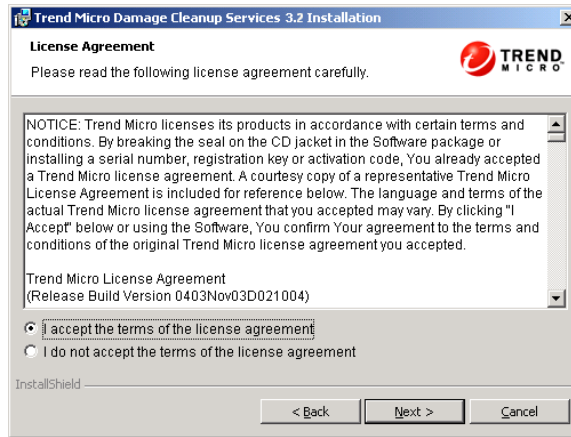 Trend Micro Damage Cleanup Services 3.2 Installation
License Agreement
Please read the following license agreement carefully.
TREND
MICRO
NOTICE: Trend Micro licenses its products in accordance with certain terms and
conditions. By breaking the seal on the CD jacket in the Software package or
installing a serial number, registration key or activation code, You already accepted
a Trend Micro license agreement. A courtesy copy of a representative Trend Micro
License Agreement is included for reference below. The language and terms of the
actual Trend Micro license agreement that you accepted may vary. By clicking "I
Accept" below or using the Software, You confirm Your agreement to the terms and
conditions of the original Trend Micro license agreement you accepted.
Trend Micro License Agreement
(Release Build Version 0403Nov03D021004)
I accept the terms of the license agreement
I do not accept the terms of the license agreement
InstallShield
< Back Next > Cancel